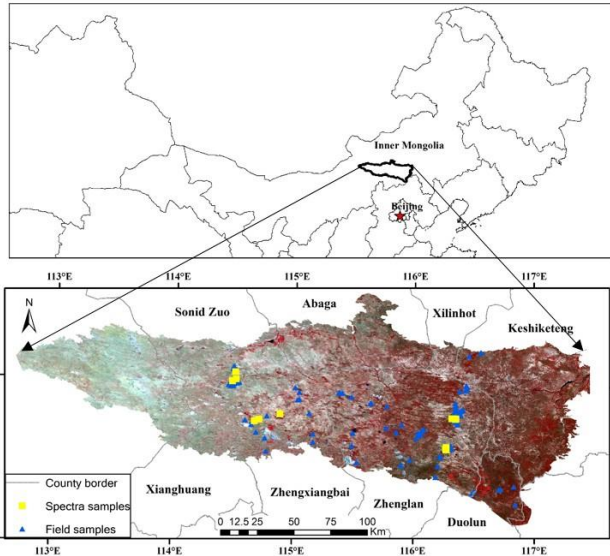 Inner Mongolia
Beijing
113°E 114°E 115°E 116°E 117°E
N
Sonid Zuo
Abaga
Xilinhot
Keshiketeng
County border
Spectra samples
Field samples
Xianghuang
Zhengxiangbai
Zhenglan
Duolun
0 12.5 25 50 75 100
Km
113°E 114°E 115°E 116°E 117°E